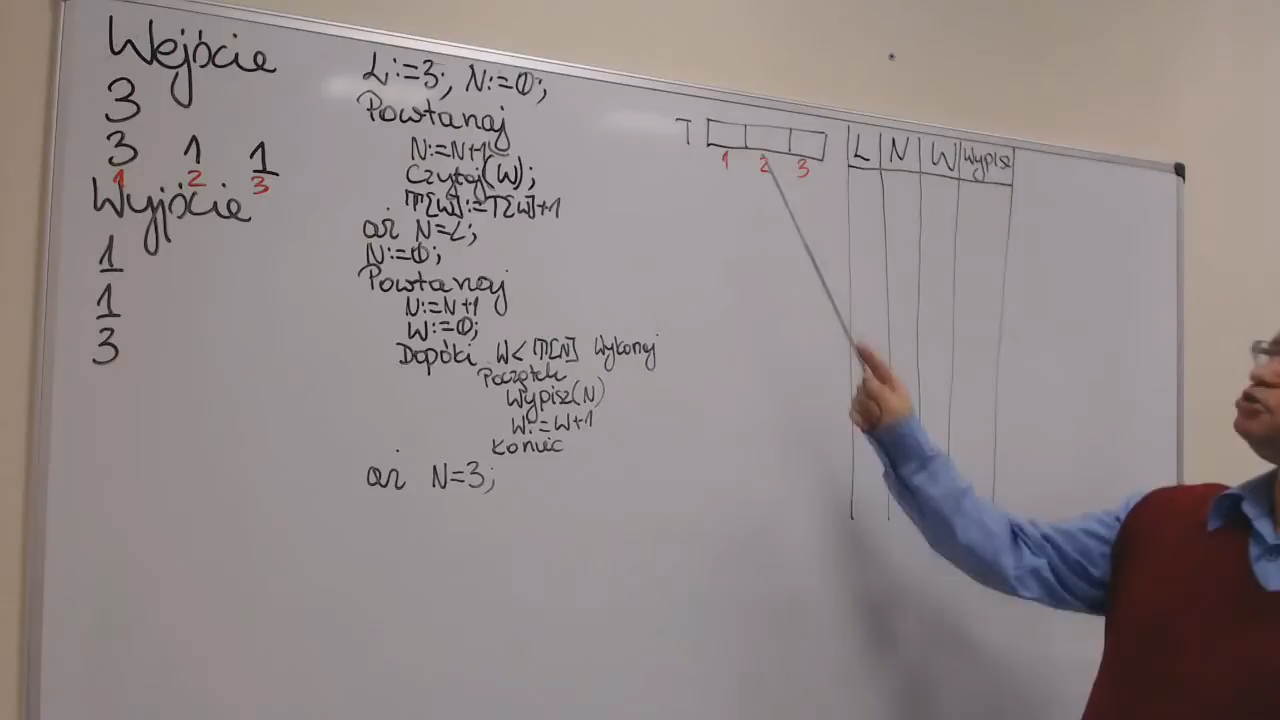 Wejście
3
3 1 1
1 2 3
Wyjście
1
1
3
L:=3; N:=0;
Powtarzaj
N:=N+1
Czytaj(W);
T[W]:=T[W]+1
aż N=L;
N:=0;
Powtarzaj
N:=N+1
W:=0;
Dopóki W< T[N] Wykonaj
Początek
Wypisz(N)
W:=W+1
Koniec
aż N=3;
T
1 2 3
L N W Wypisz